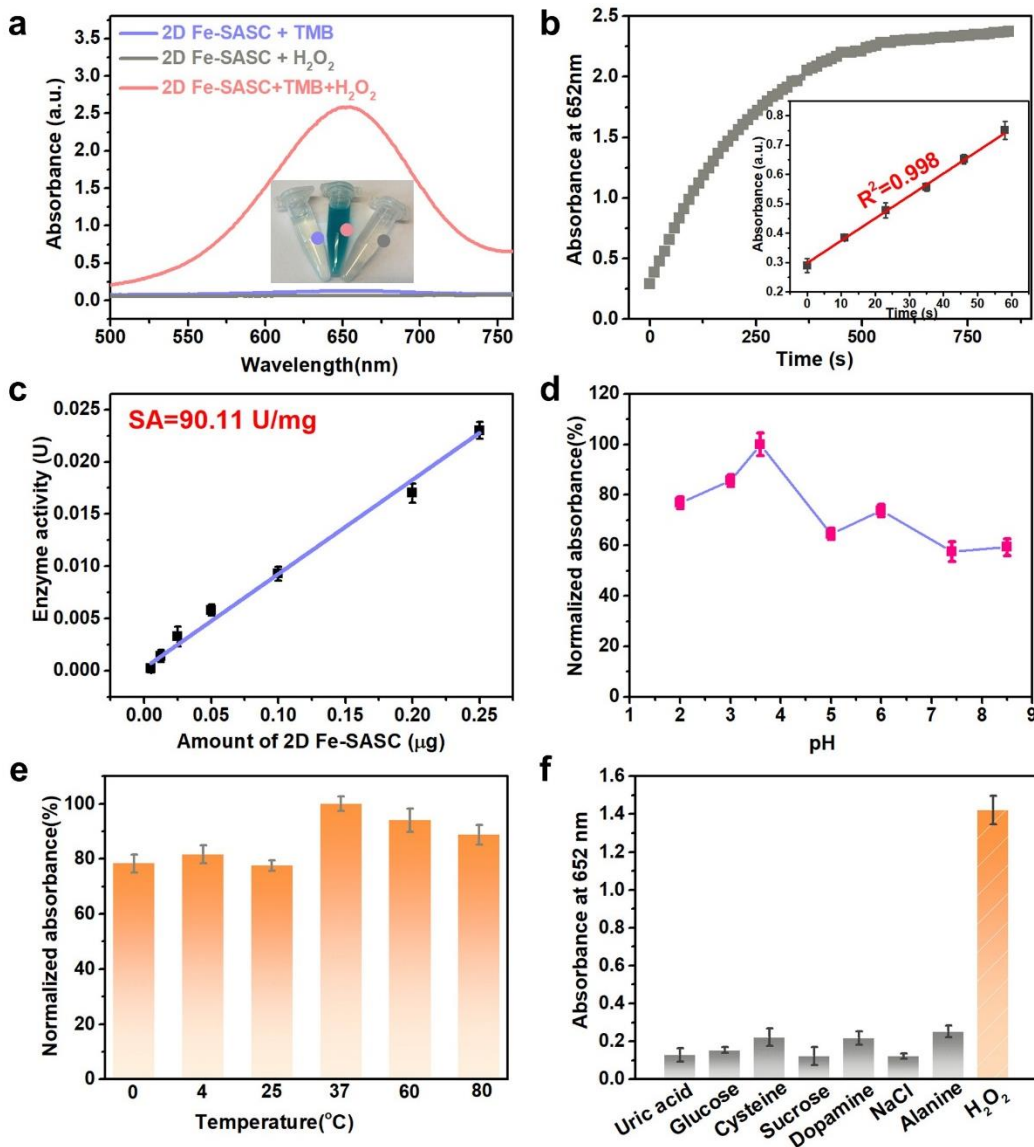 a
2D Fe-SASC + TMB
2D Fe-SASC + H₂O₂
2D Fe-SASC+TMB+H₂O₂
Absorbance (a.u.)
3.5
3.0
2.5
2.0
1.5
1.0
0.5
0.0
500 550 600 650 700 750
Wavelength(nm)
b
Absorbance at 652nm
2.5
2.0
1.5
1.0
0.5
0.0
0 250 500 750
Time (s)
R²=0.998
Absorbance (a.u.)
0.8
0.7
0.6
0.5
0.4
0.3
0.2
0 10 20 30 40 50 60
Time (s)
c
SA=90.11 U/mg
Enzyme activity (U)
0.025
0.020
0.015
0.010
0.005
0.000
0.00 0.05 0.10 0.15 0.20 0.25
Amount of 2D Fe-SASC (μg)
d
Normalized absorbance(%)
120
100
80
60
40
20
0
1 2 3 4 5 6 7 8 9
pH
e
Normalized absorbance(%)
120
100
80
60
40
20
0
0 4 25 37 60 80
Temperature(°C)
f
Absorbance at 652 nm
1.6
1.4
1.2
1.0
0.8
0.6
0.4
0.2
0.0
Uric acid
Glucose
Cysteine
Sucrose
Dopamine
NaCl
Alanine
H₂O₂